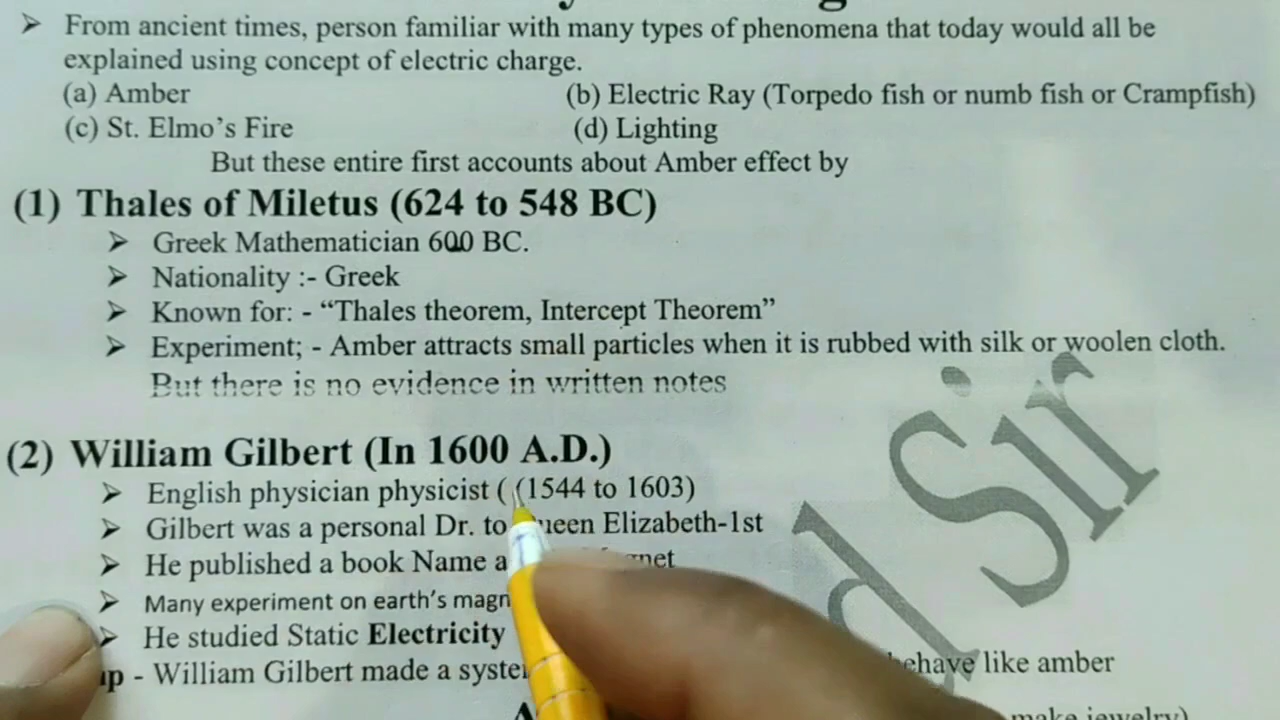 ➤ From ancient times, person familiar with many types of phenomena that today would all be
explained using concept of electric charge.
(a) Amber (b) Electric Ray (Torpedo fish or numb fish or Crampfish)
(c) St. Elmo's Fire (d) Lighting
But these entire first accounts about Amber effect by
(1) Thales of Miletus (624 to 548 BC)
➤ Greek Mathematician 600 BC.
➤ Nationality :- Greek
➤ Known for: - “Thales theorem, Intercept Theorem”
➤ Experiment; - Amber attracts small particles when it is rubbed with silk or woolen cloth.
But there is no evidence in written notes
(2) William Gilbert (In 1600 A.D.)
➤ English physician physicist ( (1544 to 1603)
➤ Gilbert was a personal Dr. to Queen Elizabeth-1st
➤ He published a book Name
➤ Many experiment on earth's
➤ He studied Static Electricity
- William Gilbert made a behave like amber
make jewelry)
Sir